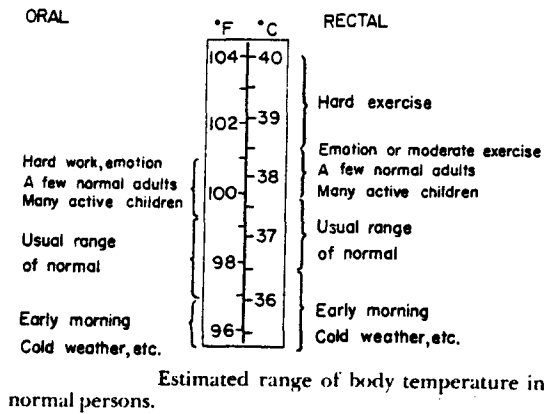 ORAL
°F °C
RECTAL
104 40
39
102
38
100
37
98
36
96
Hard work, emotion
A few normal adults
Many active children
Usual range
of normal
Early morning
Cold weather, etc.
Hard exercise
Emotion or moderate exercise
A few normal adults
Many active children
Usual range
of normal
Early morning
Cold weather, etc.
Estimated range of body temperature in
normal persons.